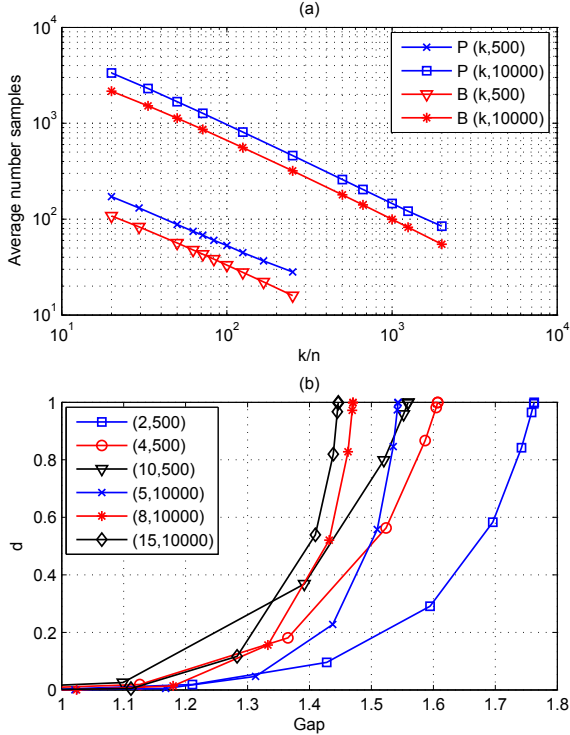 (a)
10^4
10^3
10^2
10^1
Average number samples
P (k,500)
P (k,10000)
B (k,500)
B (k,10000)
10^1
10^2
10^3
10^4
k/n
(b)
1
0.8
0.6
0.4
0.2
0
d
(2,500)
(4,500)
(10,500)
(5,10000)
(8,10000)
(15,10000)
1
1.1
1.2
1.3
1.4
1.5
1.6
1.7
1.8
Gap